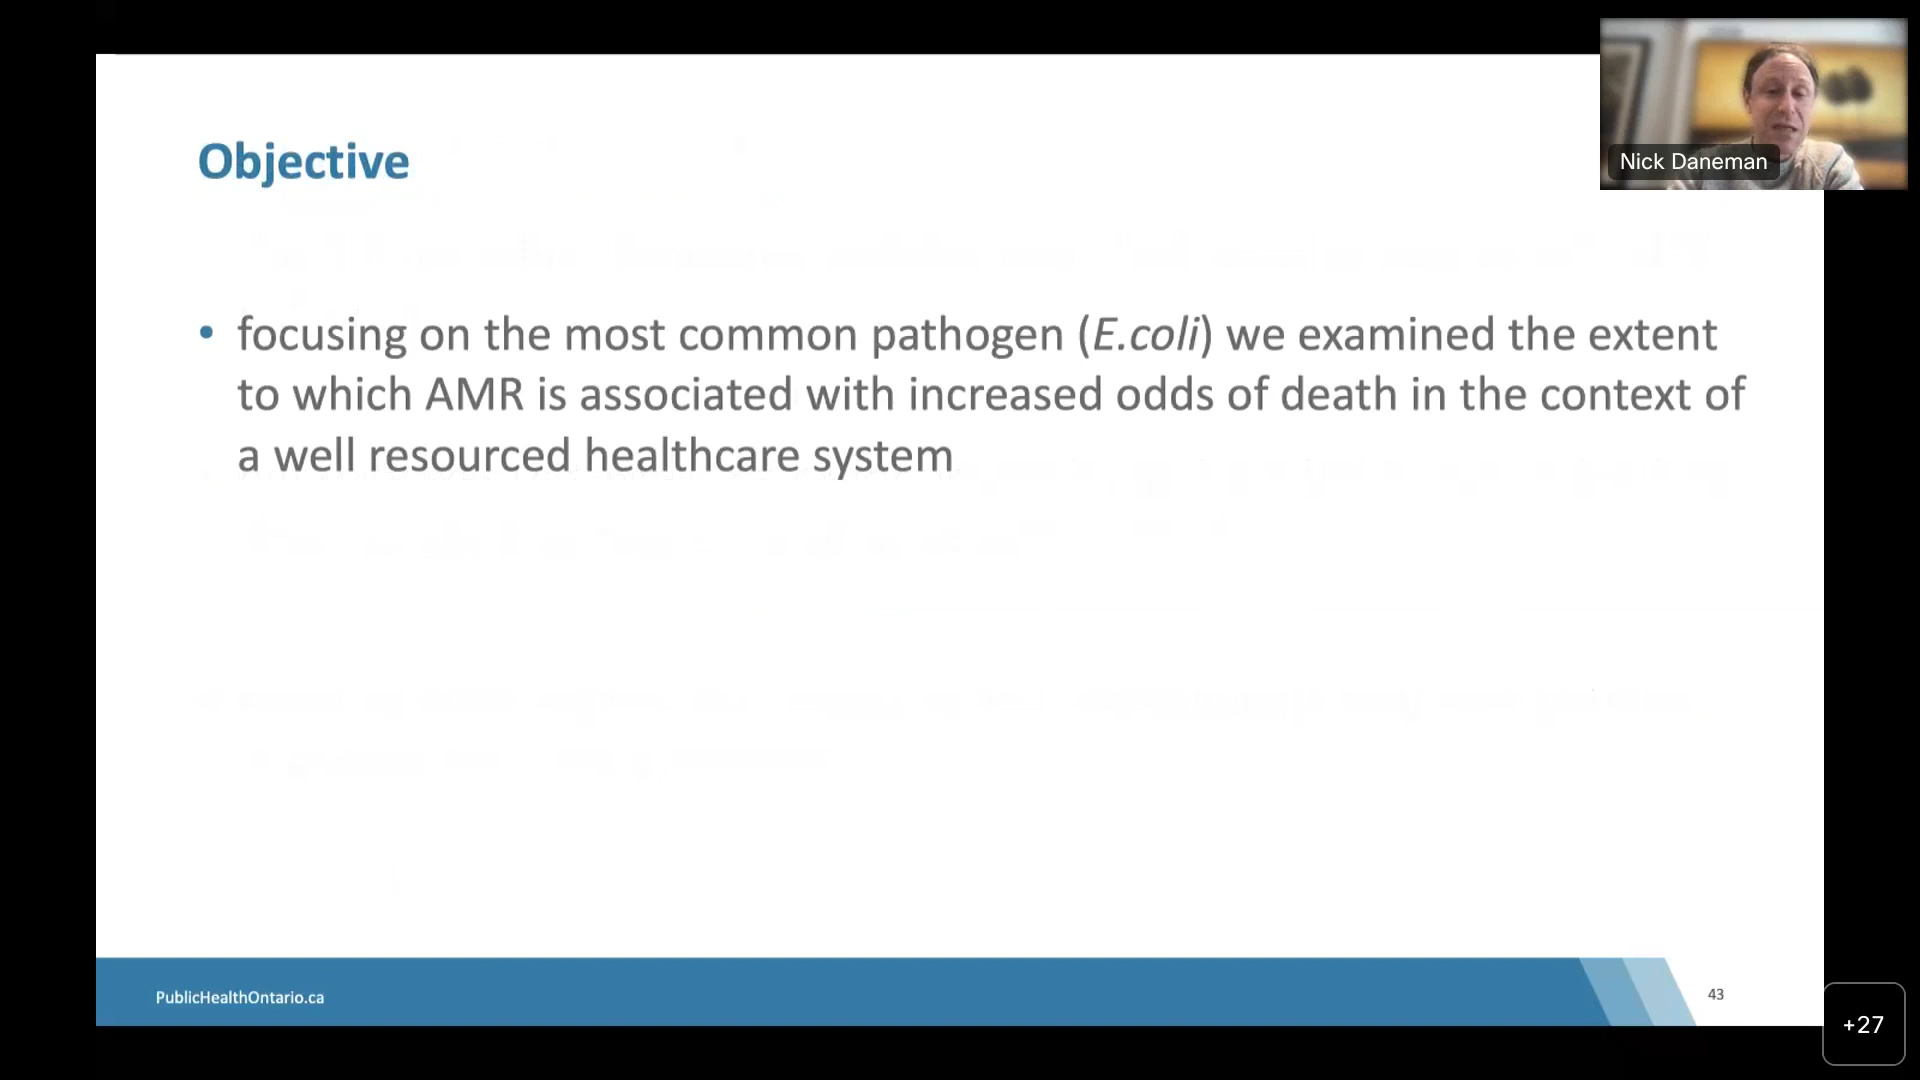 Nick Daneman
Objective
• focusing on the most common pathogen (E.coli) we examined the extent
to which AMR is associated with increased odds of death in the context of
a well resourced healthcare system
PublicHealthOntario.ca
43
+27